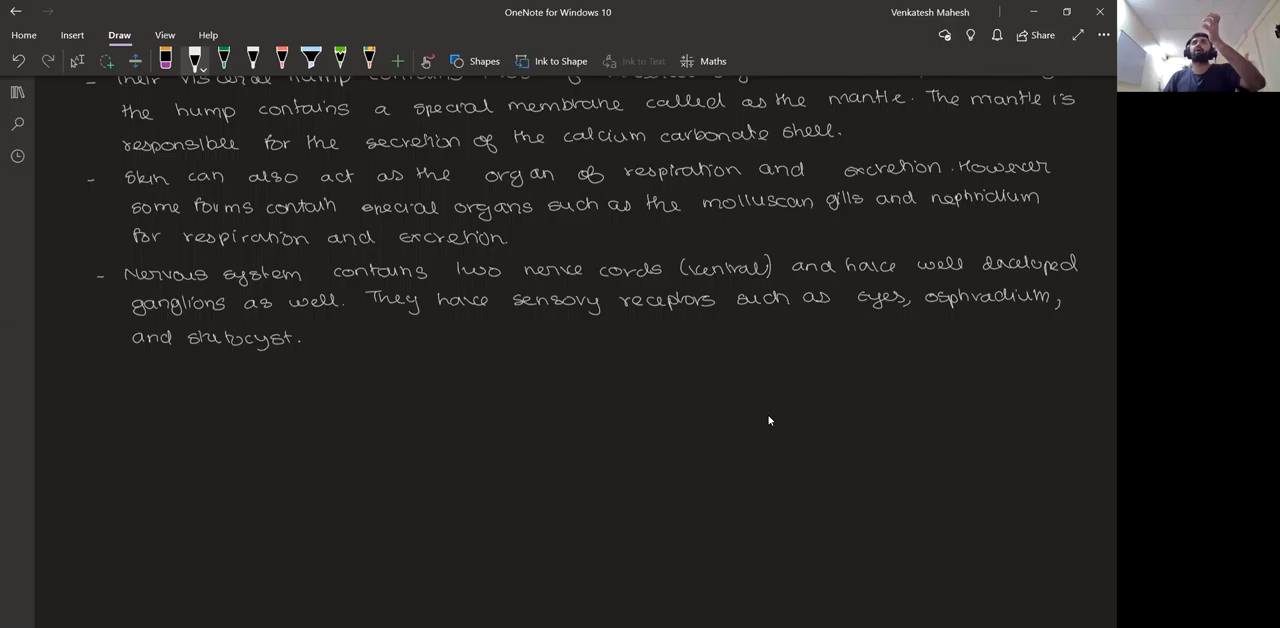 OneNote for Windows 10
Venkatesh Mahesh
Home Insert Draw View Help
Share
Shapes Ink to Shape Ink to Text Maths
- Their visceral hump contains
the hump contains a special membrane called as the mantle. The mantle is
responsible for the secretion of the calcium carbonate shell.
- Skin can also act as the organ of respiration and excretion. However
some forms contain special organs such as the molluscan gills and nephridium
for respiration and excretion.
- Nervous system contains two nerve cords (ventral) and have well developed
ganglions as well. They have sensory receptors such as eyes, osphradium,
and statocyst.